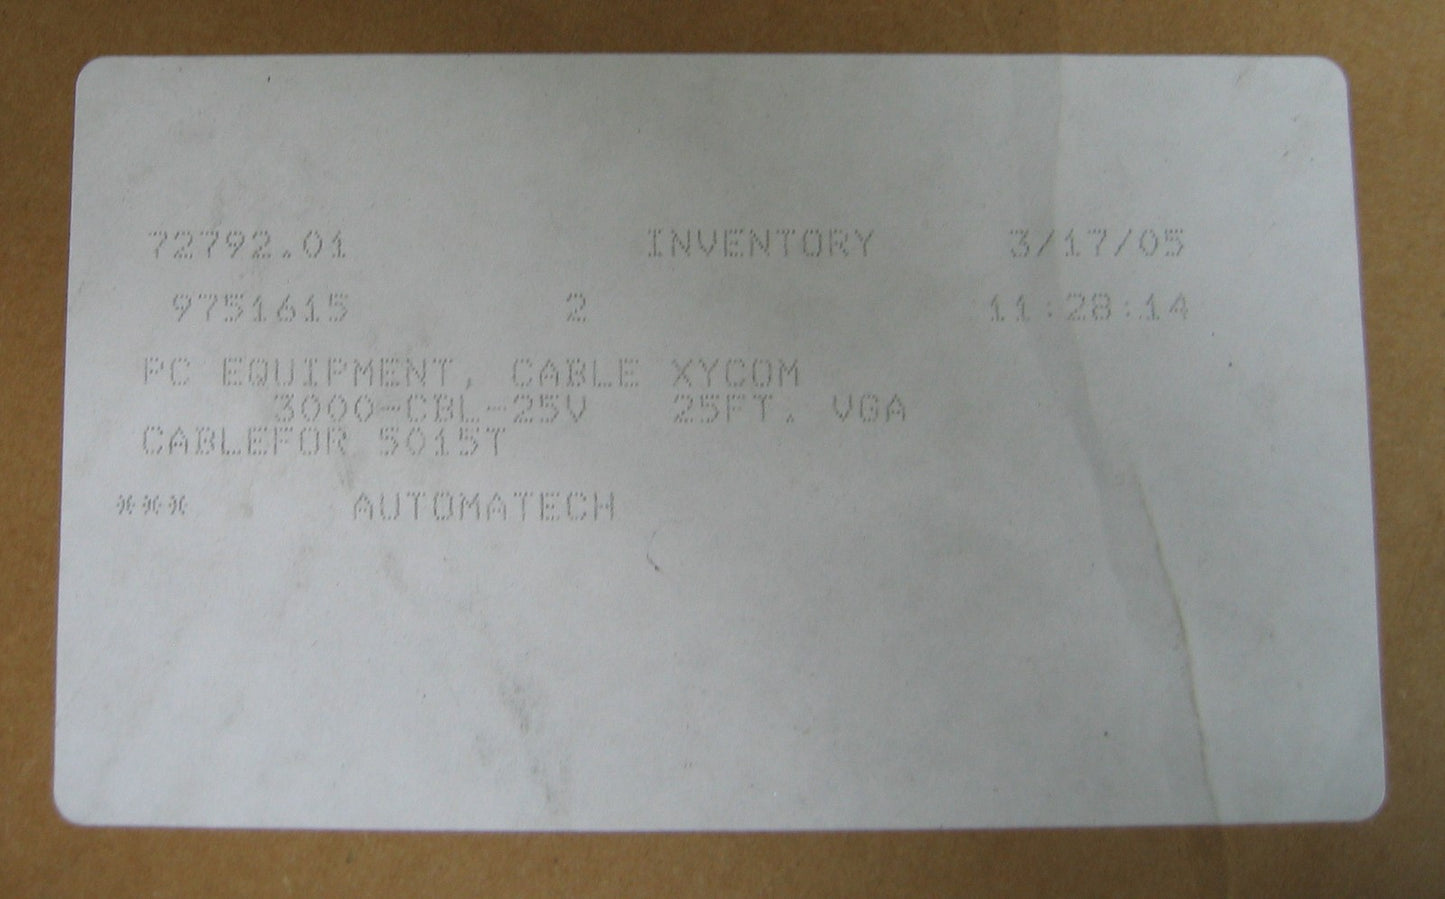 72792.01 INVENTORY 3/17/05
9751615 2 11:28:14
PC EQUIPMENT, CABLE XYCOM
3000-CBL-25V 25FT. VGA
CABLEFOR 5015T
*** AUTOMATECH